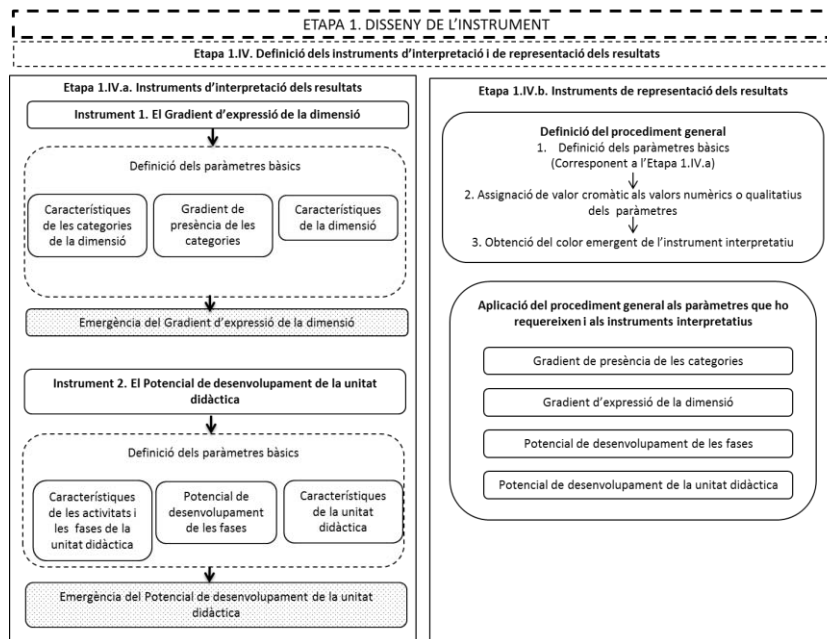 ETAPA 1. DISSENY DE L'INSTRUMENT
Etapa 1.IV. Definició dels instruments d'interpretació i de representació dels resultats
Etapa 1.IV.a. Instruments d'interpretació dels resultats
Instrument 1. El Gradient d'expressió de la dimensió
Definició dels paràmetres bàsics
Característiques
de les categories
de la dimensió
Gradient de
presència de les
categories
Característiques
de la dimensió
Emergència del Gradient d'expressió de la dimensió
Instrument 2. El Potencial de desenvolupament de la unitat
didàctica
Definició dels paràmetres bàsics
Característiques
de les activitats i
les fases de la
unitat didàctica
Potencial de
desenvolupament
de les fases
Característiques
de la unitat
didàctica
Emergència del Potencial de desenvolupament de la unitat
didàctica
Etapa 1.IV.b. Instruments de representació dels resultats
Definició del procediment general
1. Definició dels paràmetres bàsics
(Corresponent a l'Etapa 1.IV.a)
2. Assignació de valor cromàtic als valors numèrics o qualitatius
dels paràmetres
3. Obtenció del color emergent de l'instrument interpretatiu
Aplicació del procediment general als paràmetres que ho
requereixen i als instruments interpretatius
Gradient de presència de les categories
Gradient d'expressió de la dimensió
Potencial de desenvolupament de les fases
Potencial de desenvolupament de la unitat didàctica